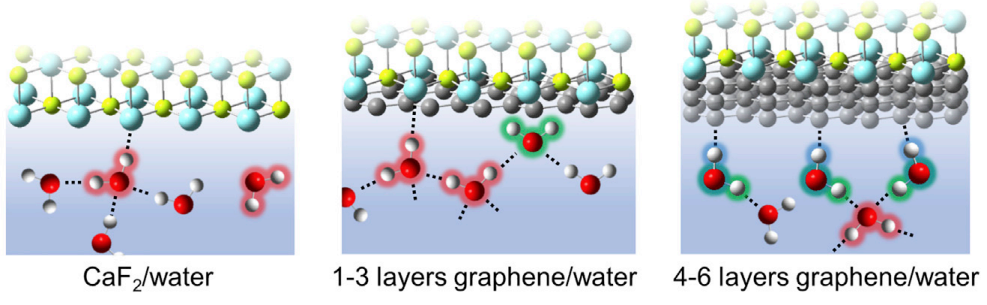 CaF₂/water
1-3 layers graphene/water
4-6 layers graphene/water